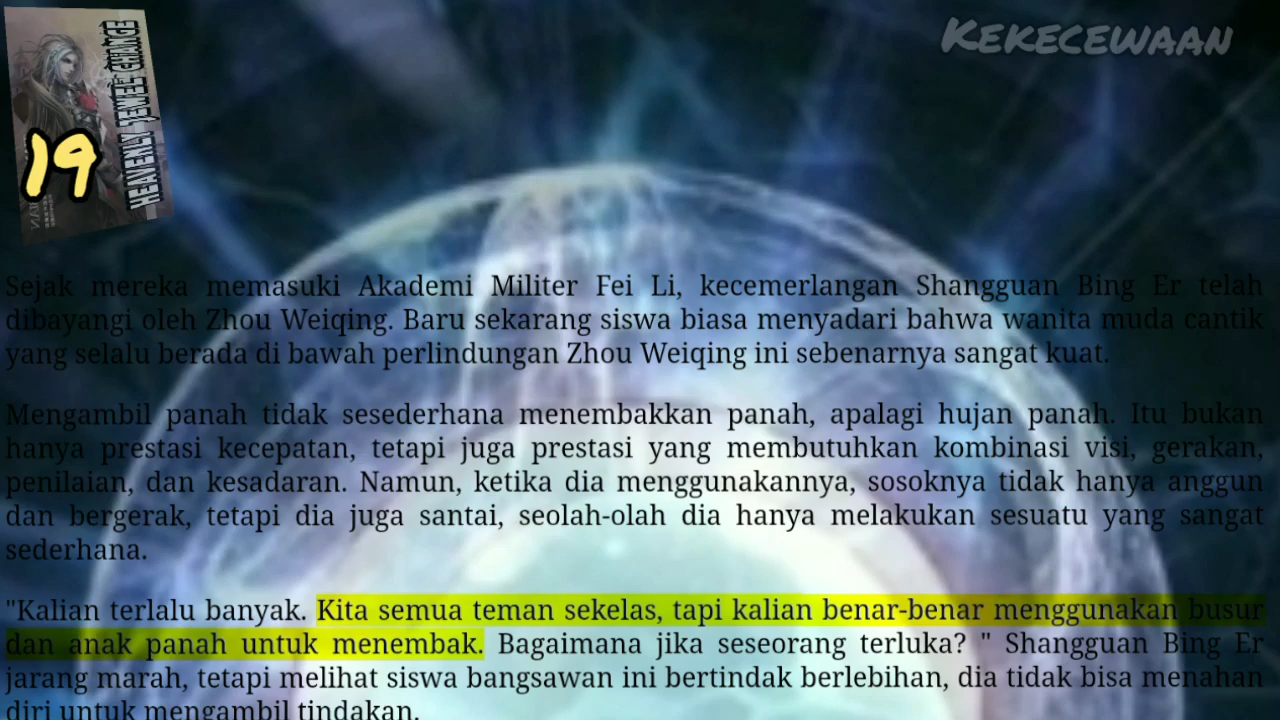 Kekecewaan
HEAVENLY JEWEL CHANGE
19
Sejak mereka memasuki Akademi Militer Fei Li, kecemerlangan Shangguan Bing Er telah
dibayangi oleh Zhou Weiqing. Baru sekarang siswa biasa menyadari bahwa wanita muda cantik
yang selalu berada di bawah perlindungan Zhou Weiqing ini sebenarnya sangat kuat.
Mengambil panah tidak sesederhana menembakkan panah, apalagi hujan panah. Itu bukan
hanya prestasi kecepatan, tetapi juga prestasi yang membutuhkan kombinasi visi, gerakan,
penilaian, dan kesadaran. Namun, ketika dia menggunakannya, sosoknya tidak hanya anggun
dan bergerak, tetapi dia juga santai, seolah-olah dia hanya melakukan sesuatu yang sangat
sederhana.
"Kalian terlalu banyak. Kita semua teman sekelas, tapi kalian benar-benar menggunakan busur
dan anak panah untuk menembak. Bagaimana jika seseorang terluka? " Shangguan Bing Er
jarang marah, tetapi melihat siswa bangsawan ini bertindak berlebihan, dia tidak bisa menahan
diri untuk mengambil tindakan.